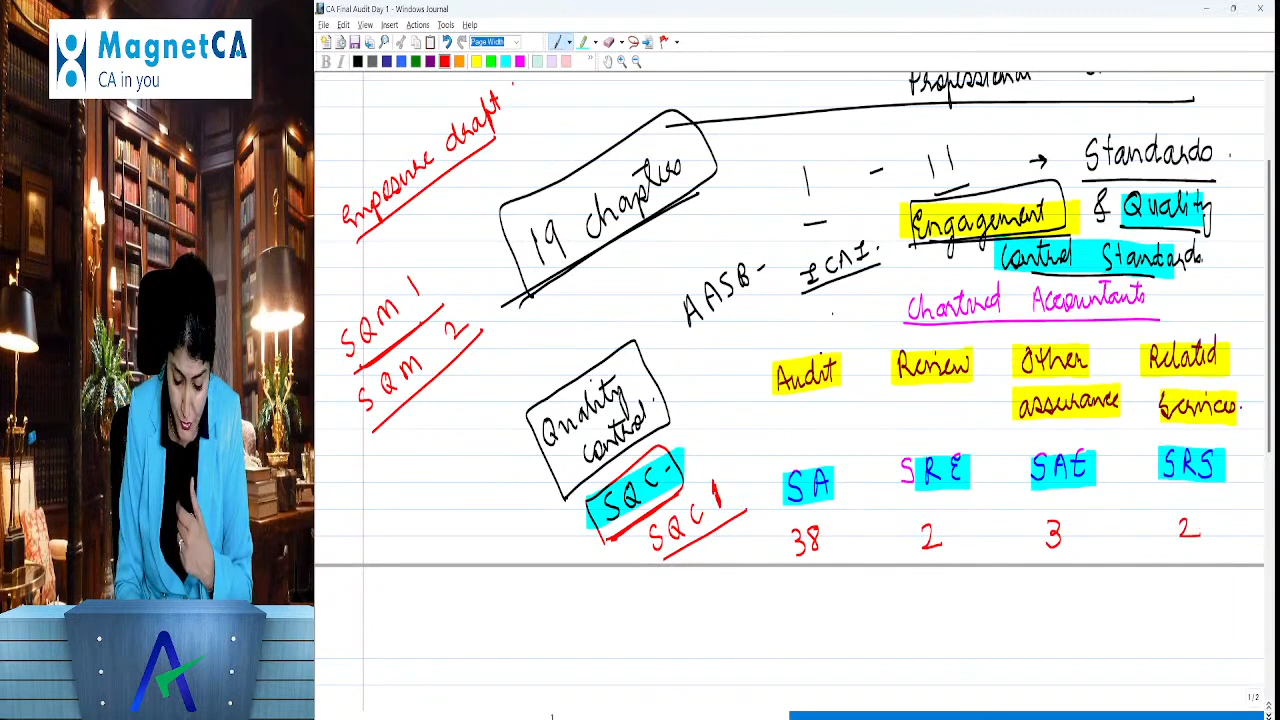 CA Final Audit Day 1 - Windows Journal
File Edit View Insert Actions Tools Help
Page Width
B I
MagnetCA
CA in you
Professional
Exposure draft.
19 chapters
1 - 11 → Standards
Engagement & Quality
Control Standards
AASB - ICAI.
Chartered Accountants
SQM 1
SQM 2
Quality
control.
Audit Review Other Related
assurance Services.
SQC - SA SRE SAE SRS
SQC 1
38 2 3 2
1/2
1